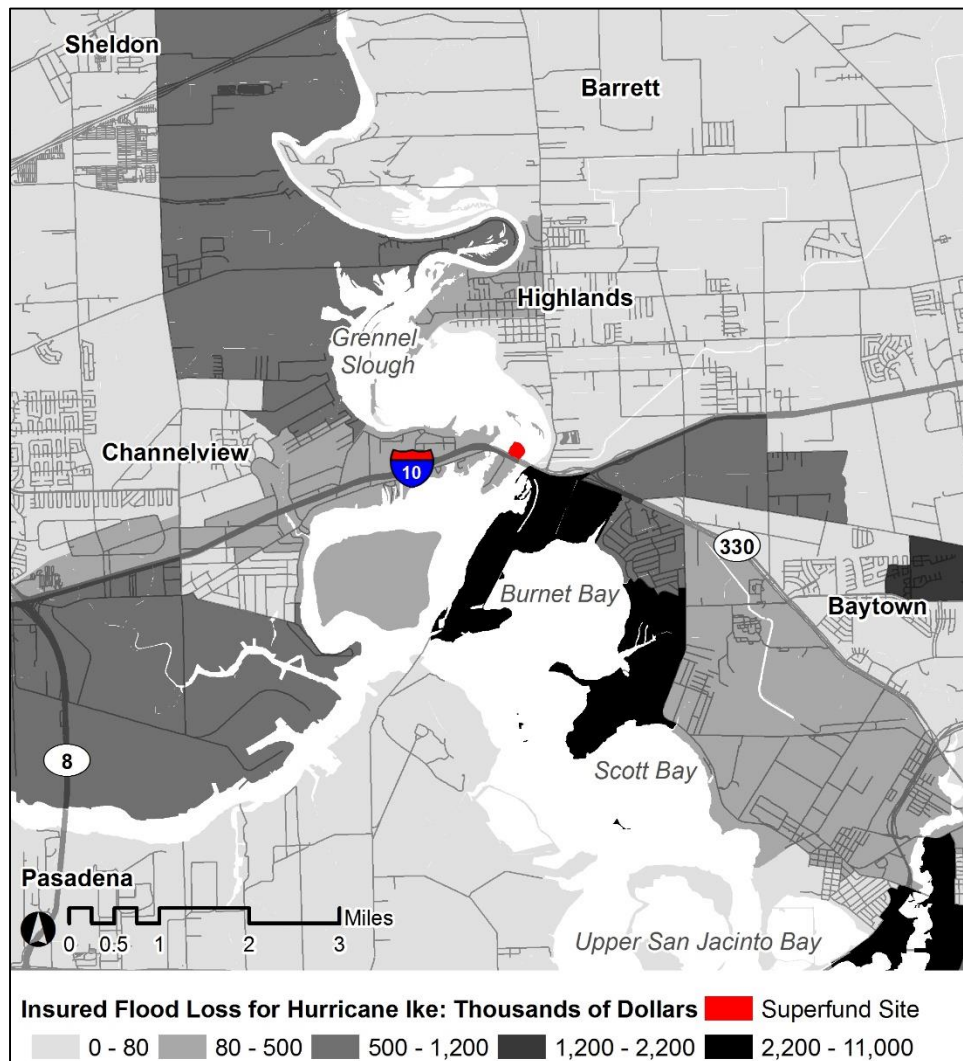 Sheldon
Barrett
Highlands
Grennel
Slough
Channelview
10
330
Burnet Bay
Baytown
8
Scott Bay
Pasadena
Miles
0 0.5 1 2 3
Upper San Jacinto Bay
Insured Flood Loss for Hurricane Ike: Thousands of Dollars Superfund Site
0 - 80 80 - 500 500 - 1,200 1,200 - 2,200 2,200 - 11,000